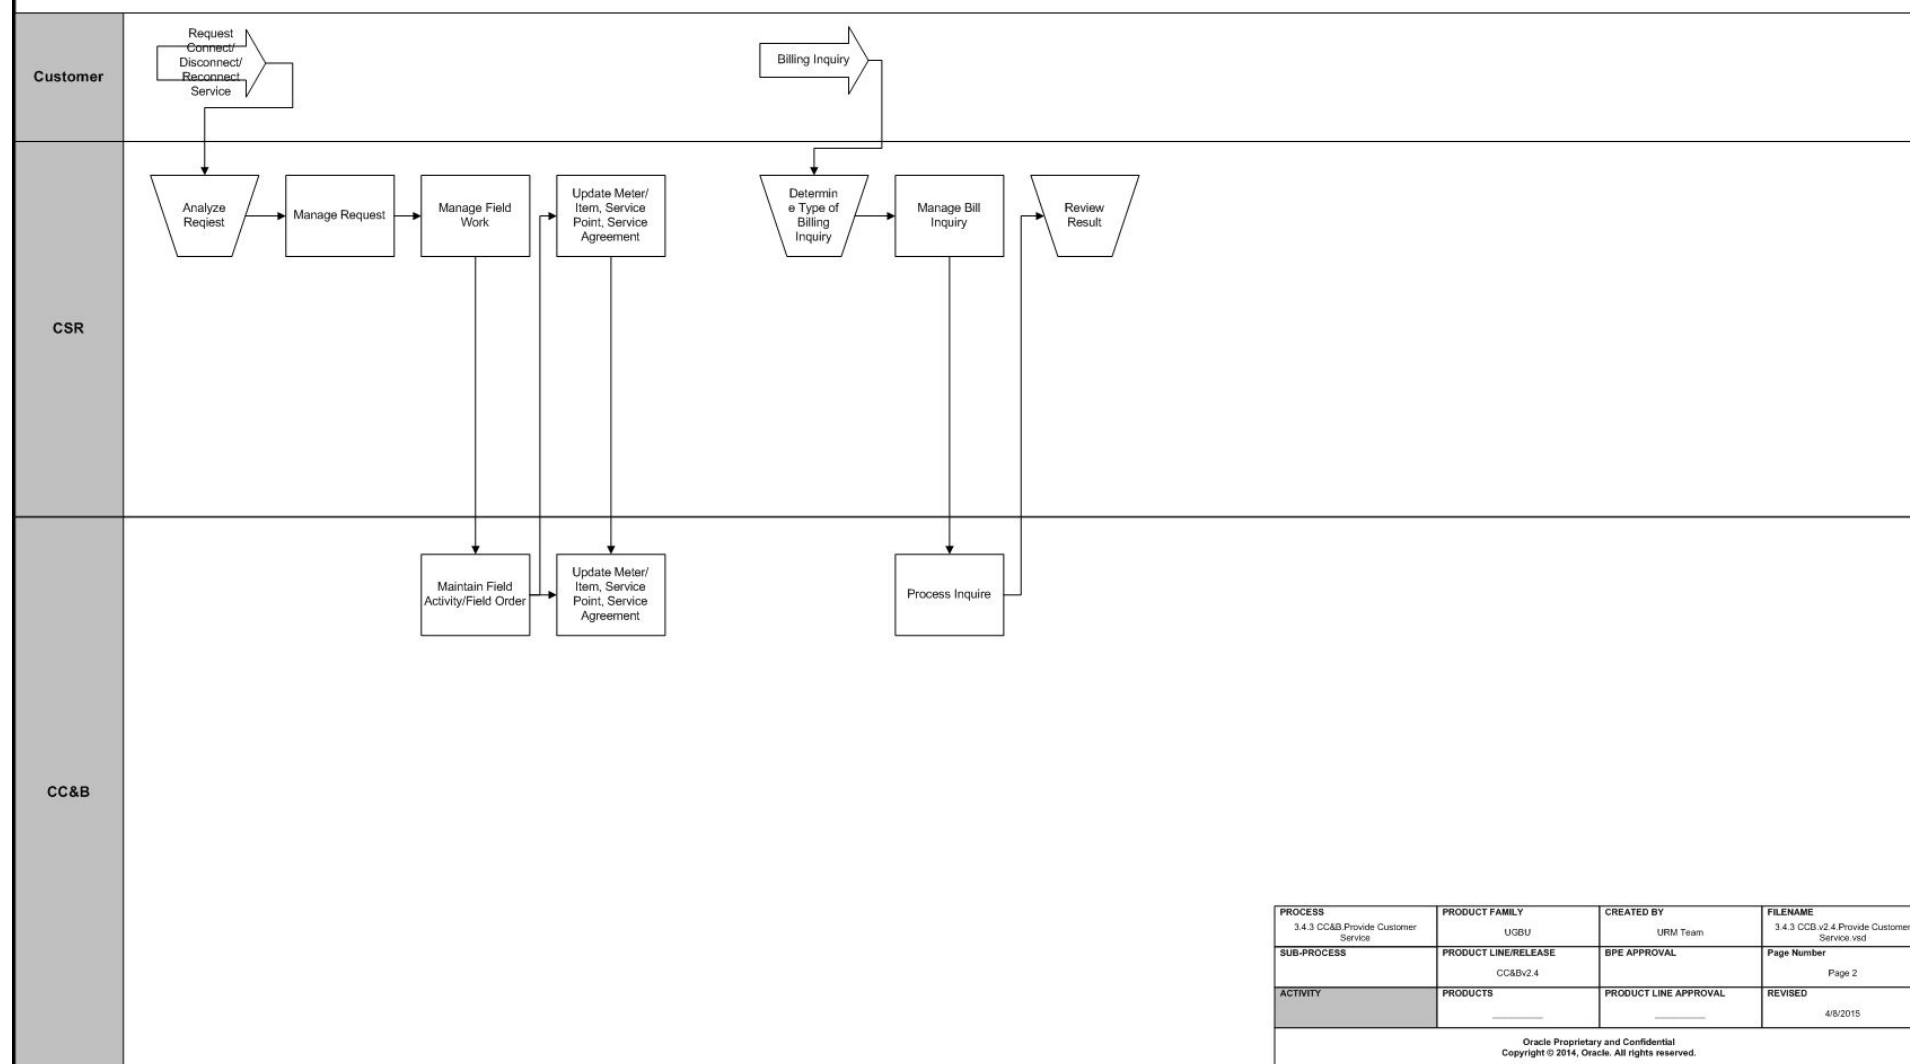 Customer
Request
Connect/
Disconnect/
Reconnect
Service
Billing Inquiry
CSR
Analyze
Reqiest
Manage Request
Manage Field
Work
Update Meter/
Item, Service
Point, Service
Agreement
Determin
e Type of
Billing
Inquiry
Manage Bill
Inquiry
Review
Result
CC&B
Maintain Field
Activity/Field Order
Update Meter/
Item, Service
Point, Service
Agreement
Process Inquire
PROCESS
3.4.3 CC&B.Provide Customer
Service
PRODUCT FAMILY
UGBU
CREATED BY
URM Team
FILENAME
3.4.3 CCB.v2.4.Provide Customer
Service.vsd
SUB-PROCESS
PRODUCT LINE/RELEASE
CC&Bv2.4
BPE APPROVAL
Page Number
Page 2
ACTIVITY
PRODUCTS
PRODUCT LINE APPROVAL
REVISED
4/8/2015
Oracle Proprietary and Confidential
Copyright © 2014, Oracle. All rights reserved.